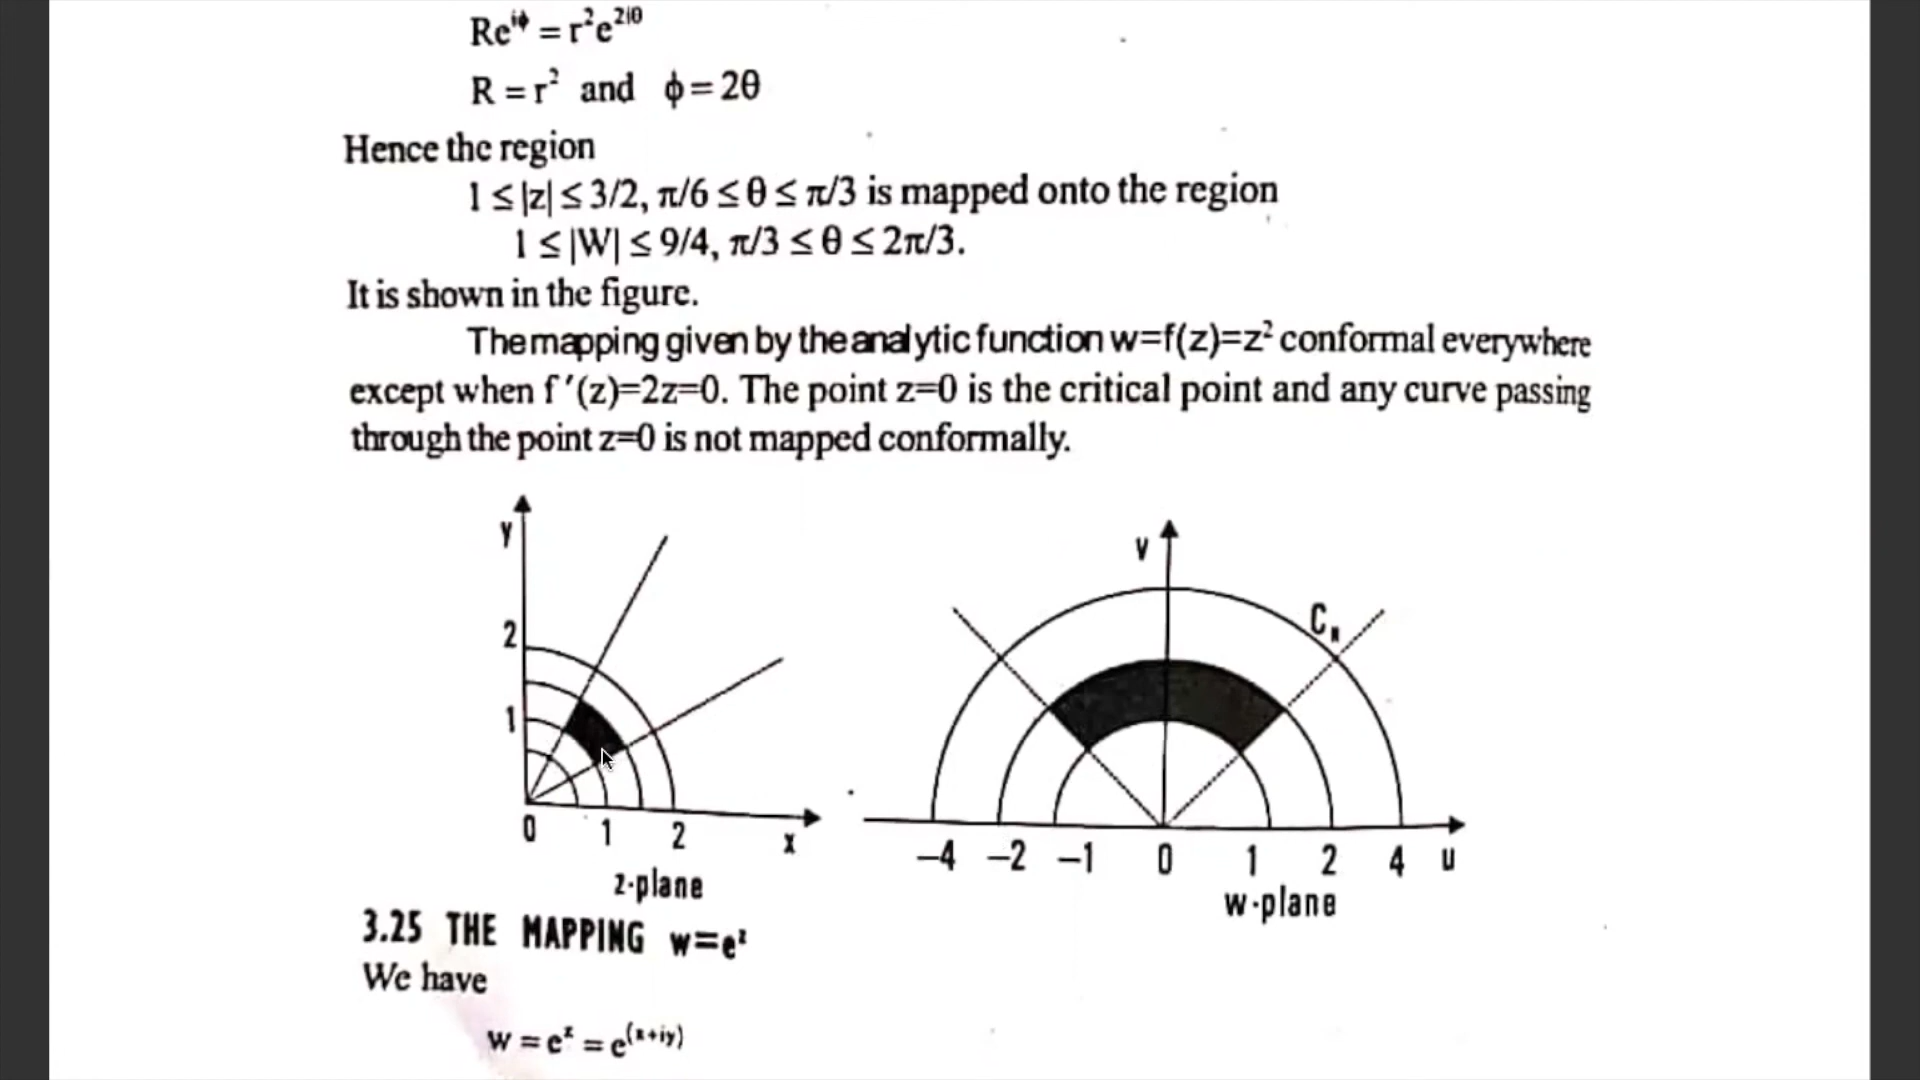 Re^{iϕ} = r²e^{2iθ}
R = r² and ϕ = 2θ
Hence the region
1 ≤ |z| ≤ 3/2, π/6 ≤ θ ≤ π/3 is mapped onto the region
1 ≤ |W| ≤ 9/4, π/3 ≤ θ ≤ 2π/3.
It is shown in the figure.
The mapping given by the analytic function w=f(z)=z² conformal everywhere
except when f ′(z)=2z=0. The point z=0 is the critical point and any curve passing
through the point z=0 is not mapped conformally.
Y
2
1
0 1 2 x
z-plane
V
C
−4 −2 −1 0 1 2 4 u
w-plane
3.25 THE MAPPING w=e^z
We have
w = e^z = e^{(x+iy)}